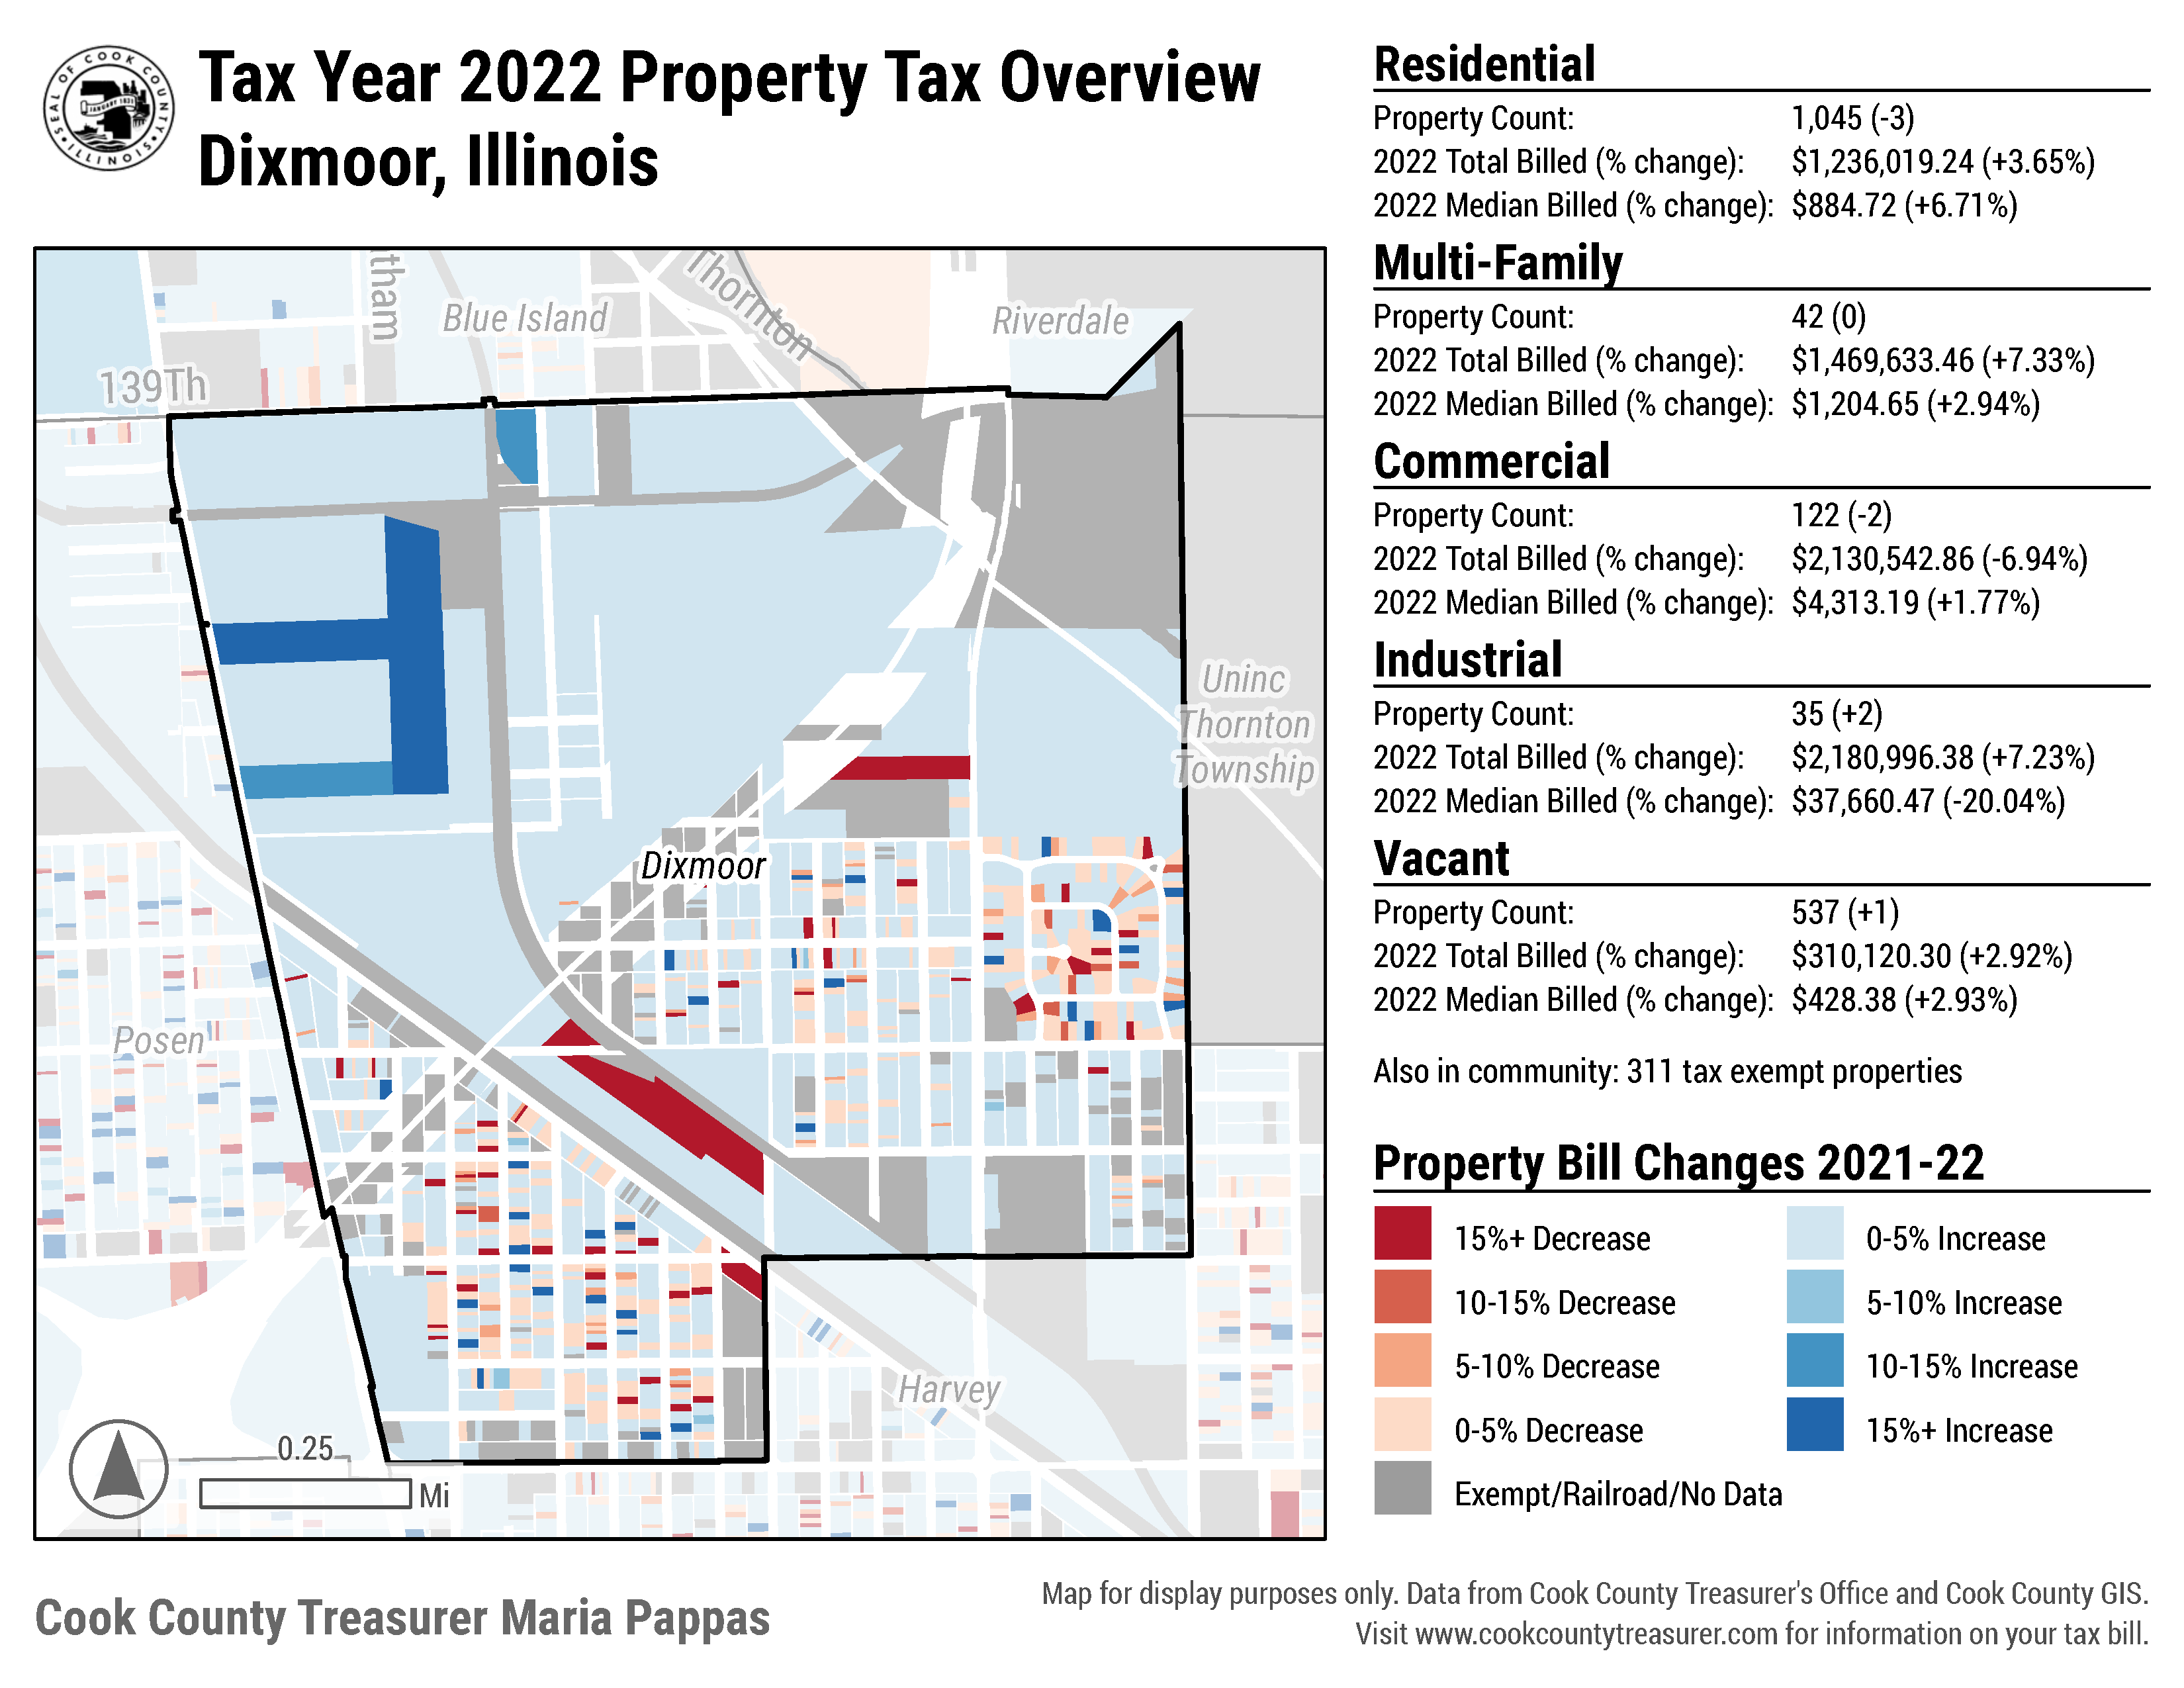 SEAL OF COOK COUNTY
JANUARY 1831
ILLINOIS
Tax Year 2022 Property Tax Overview
Dixmoor, Illinois
tham
Thornton
Blue Island
Riverdale
139Th
Uninc
Thornton
Township
Dixmoor
Posen
Harvey
0.25
Mi
Residential
Property Count: 1,045 (-3)
2022 Total Billed (% change): $1,236,019.24 (+3.65%)
2022 Median Billed (% change): $884.72 (+6.71%)
Multi-Family
Property Count: 42 (0)
2022 Total Billed (% change): $1,469,633.46 (+7.33%)
2022 Median Billed (% change): $1,204.65 (+2.94%)
Commercial
Property Count: 122 (-2)
2022 Total Billed (% change): $2,130,542.86 (-6.94%)
2022 Median Billed (% change): $4,313.19 (+1.77%)
Industrial
Property Count: 35 (+2)
2022 Total Billed (% change): $2,180,996.38 (+7.23%)
2022 Median Billed (% change): $37,660.47 (-20.04%)
Vacant
Property Count: 537 (+1)
2022 Total Billed (% change): $310,120.30 (+2.92%)
2022 Median Billed (% change): $428.38 (+2.93%)
Also in community: 311 tax exempt properties
Property Bill Changes 2021-22
15%+ Decrease
10-15% Decrease
5-10% Decrease
0-5% Decrease
Exempt/Railroad/No Data
0-5% Increase
5-10% Increase
10-15% Increase
15%+ Increase
Cook County Treasurer Maria Pappas
Map for display purposes only. Data from Cook County Treasurer's Office and Cook County GIS.
Visit www.cookcountytreasurer.com for information on your tax bill.